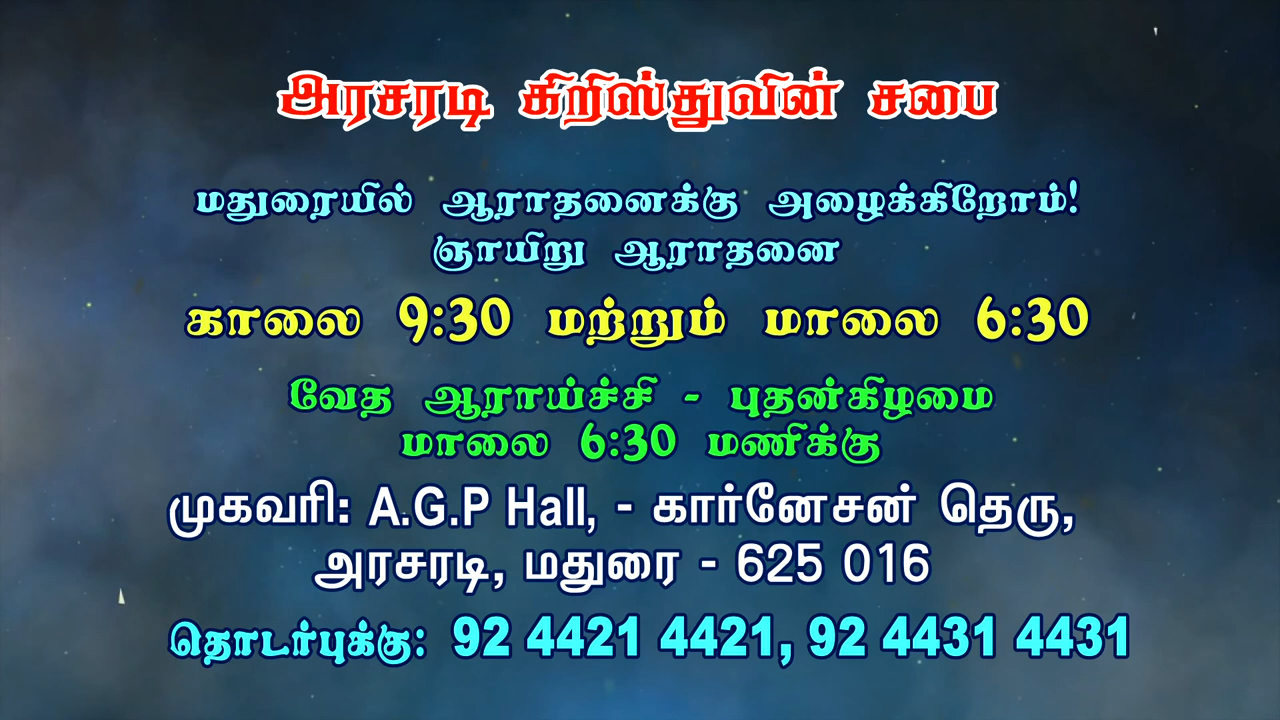 அரசரடி கிறிஸ்துவின் சபை
மதுரையில் ஆராதனைக்கு அழைக்கிறோம்!
ஞாயிறு ஆராதனை
காலை 9:30 மற்றும் மாலை 6:30
வேத ஆராய்ச்சி - புதன்கிழமை
மாலை 6:30 மணிக்கு
முகவரி: A.G.P Hall, - கார்னேசன் தெரு,
அரசரடி, மதுரை - 625 016
தொடர்புக்கு: 92 4421 4421, 92 4431 4431